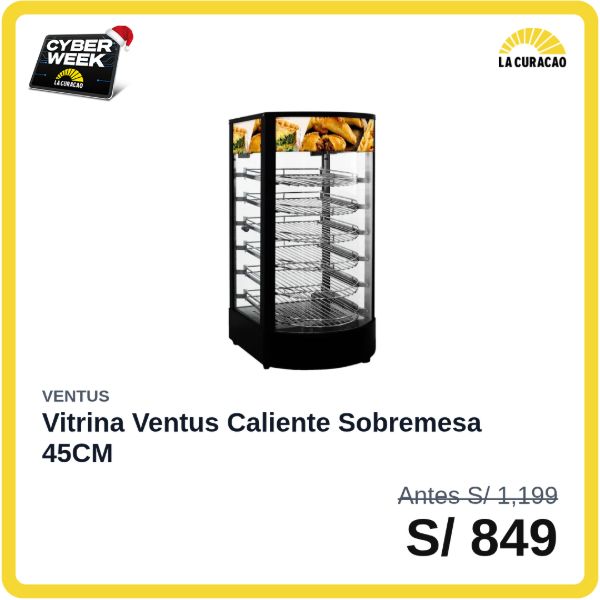 CYBER
WEEK
LA CURACAO
LA CURACAO
VENTUS
Vitrina Ventus Caliente Sobremesa
45CM
Antes S/ 1,199
S/ 849